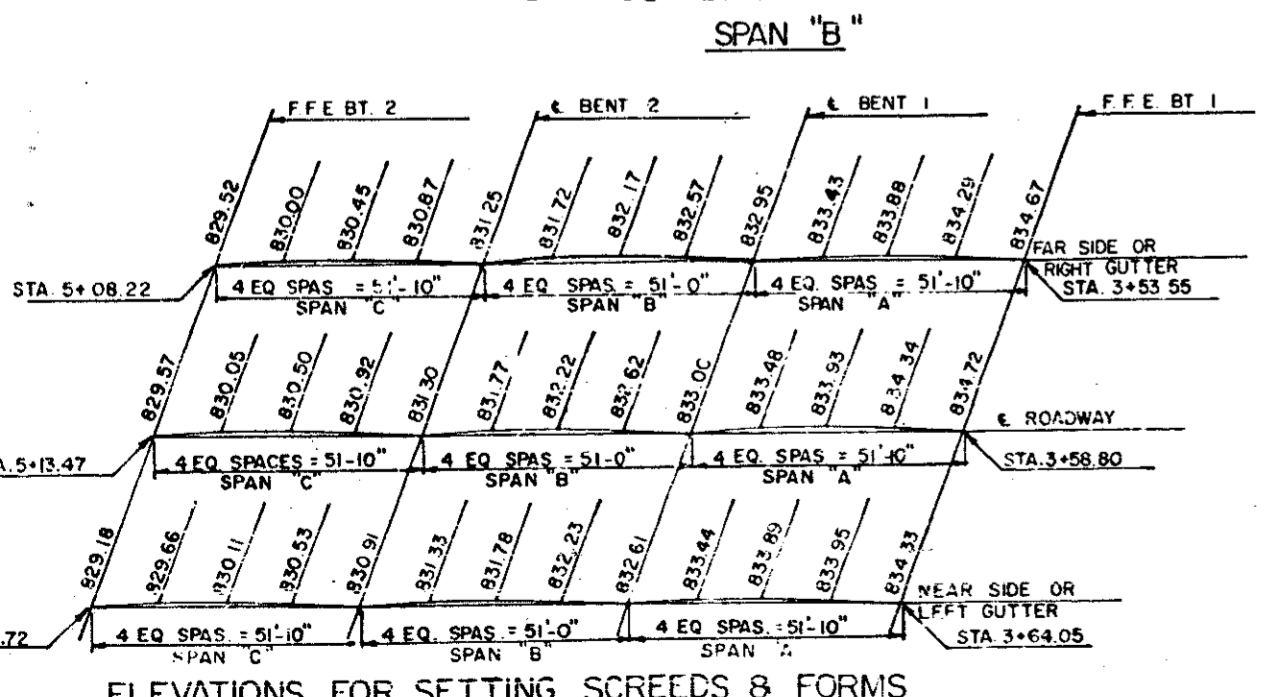 SPAN "B"
F.F.E BT. 2
℄ BENT 2
℄ BENT 1
F.F.E. BT 1
829.52 830.00 830.45 830.87 831.25 831.72 832.17 832.57 832.95 833.43 833.88 834.29 834.67
FAR SIDE OR
RIGHT GUTTER
STA. 3+53.55
STA. 5+08.22
4 EQ SPAS = 51'-10"
SPAN "C"
4 EQ SPAS = 51'-0"
SPAN "B"
4 EQ. SPAS = 51'-10"
SPAN "A"
829.57 830.05 830.50 830.92 831.30 831.77 832.22 832.62 833.00 833.48 833.93 834.34 834.72
℄ ROADWAY
STA.3+58.80
A.5+13.47
4 EQ SPACES = 51-10"
SPAN "C"
4 EQ SPAS = 51-0"
SPAN "B"
4 EQ. SPAS = 51'-10"
SPAN "A"
829.18 829.66 830.11 830.53 830.91 831.33 831.78 832.23 832.61 833.44 833.89 833.95 834.33
NEAR SIDE OR
LEFT GUTTER
STA. 3+64.05
.72
4 EQ SPAS. = 51'-10"
SPAN "C"
4 EQ SPAS. = 51'-0"
SPAN "B"
4 EQ SPAS. = 51'-10"
SPAN "A"
ELEVATIONS FOR SETTING SCREEDS & FORMS